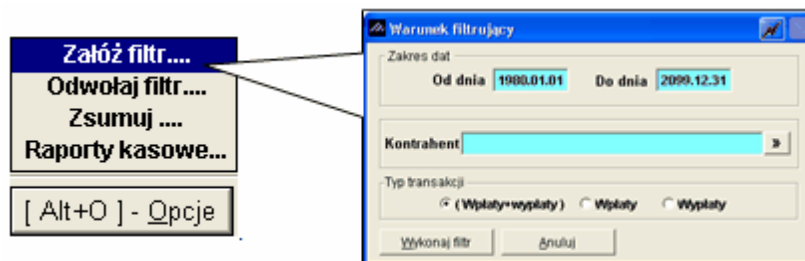 Załóż filtr....
Odwołaj filtr....
Zsumuj ....
Raporty kasowe...
[ Alt+O ] - Opcje
Warunek filtrujący
Zakres dat
Od dnia 1980.01.01 Do dnia 2099.12.31
Kontrahent »
Typ transakcji
( Wpłaty+wypłaty ) Wpłaty Wypłaty
Wykonaj filtr Anuluj